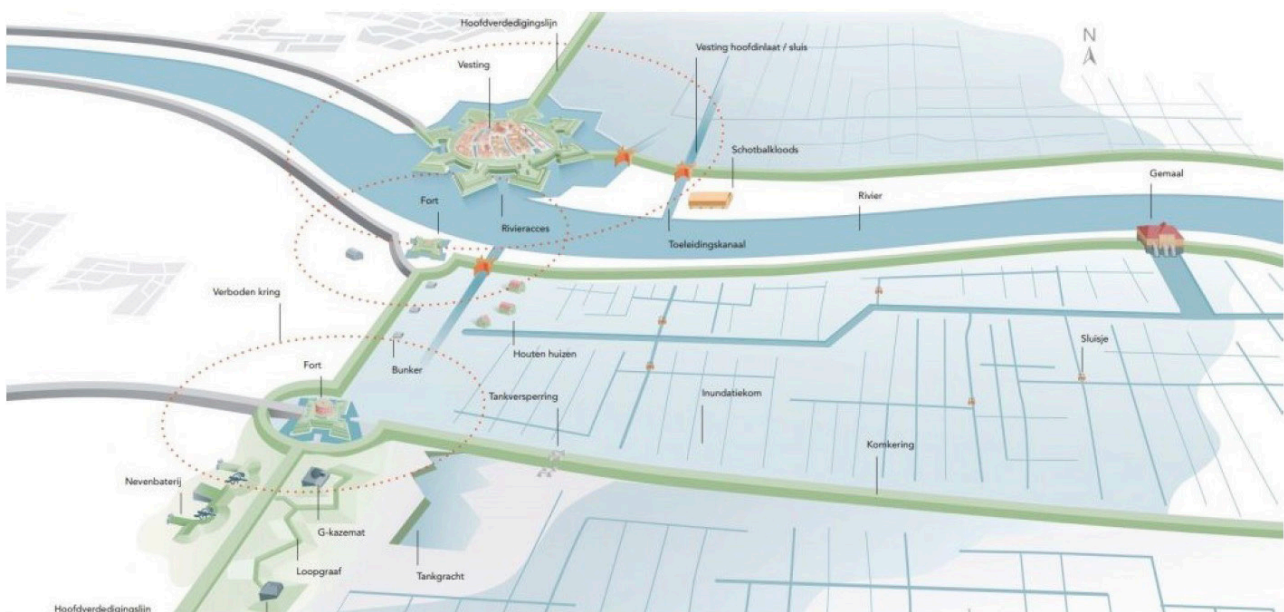 Hoofdverdedigingslijn
Vesting hoofdinlaat / sluis
N
Vesting
Schotbalkloods
Gemaal
Fort
Rivier
Rivieracces
Toeleidingskanaal
Verboden kring
Sluisje
Houten huizen
Fort
Bunker
Tankversperring
Inundatiekom
Komkering
Nevenbaterij
G-kazemat
Loopgraaf
Tankgracht
Hoofdverdedigingslijn